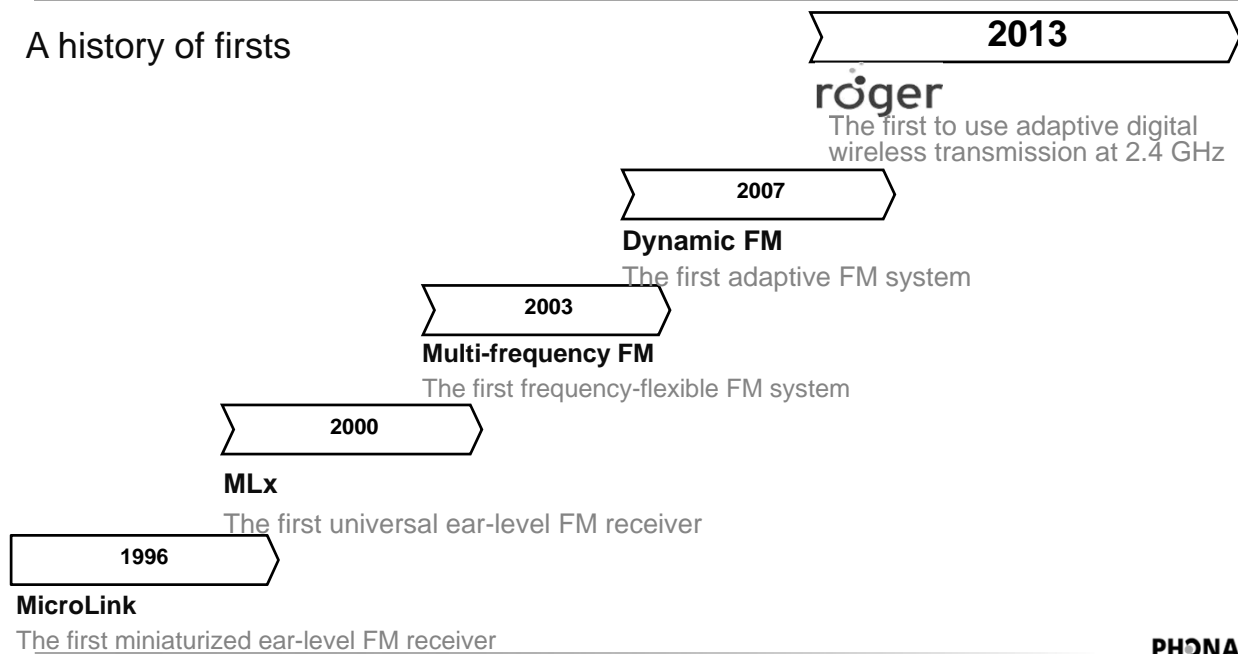 A history of firsts
2013
roger
The first to use adaptive digital
wireless transmission at 2.4 GHz
2007
Dynamic FM
The first adaptive FM system
2003
Multi-frequency FM
The first frequency-flexible FM system
2000
MLx
The first universal ear-level FM receiver
1996
MicroLink
The first miniaturized ear-level FM receiver
PHONA